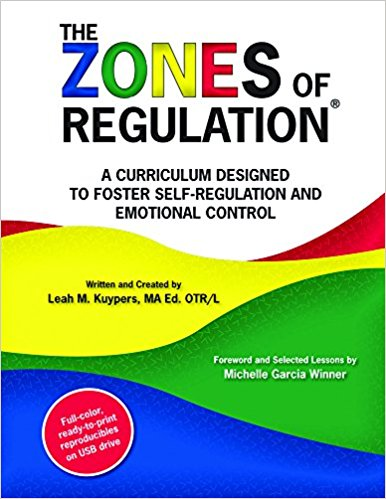 THE
ZONES OF
REGULATION®
A CURRICULUM DESIGNED
TO FOSTER SELF-REGULATION AND
EMOTIONAL CONTROL
Written and Created by
Leah M. Kuypers, MA Ed. OTR/L
Foreword and Selected Lessons by
Michelle Garcia Winner
Full-color,
ready-to-print
reproducibles
on USB drive